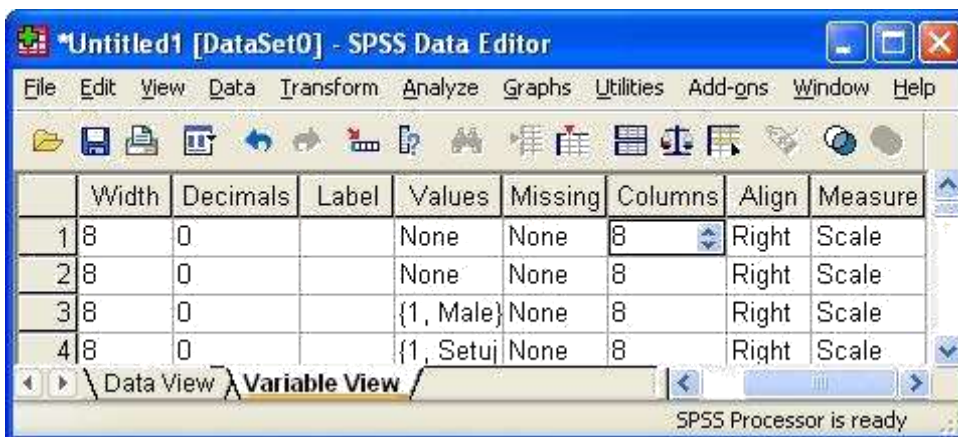 *Untitled1 [DataSet0] - SPSS Data Editor
File Edit View Data Transform Analyze Graphs Utilities Add-ons Window Help
Width Decimals Label Values Missing Columns Align Measure
1 8 0 None None 8 Right Scale
2 8 0 None None 8 Right Scale
3 8 0 {1, Male} None 8 Right Scale
4 8 0 {1, Setuj None 8 Right Scale
Data View Variable View
SPSS Processor is ready